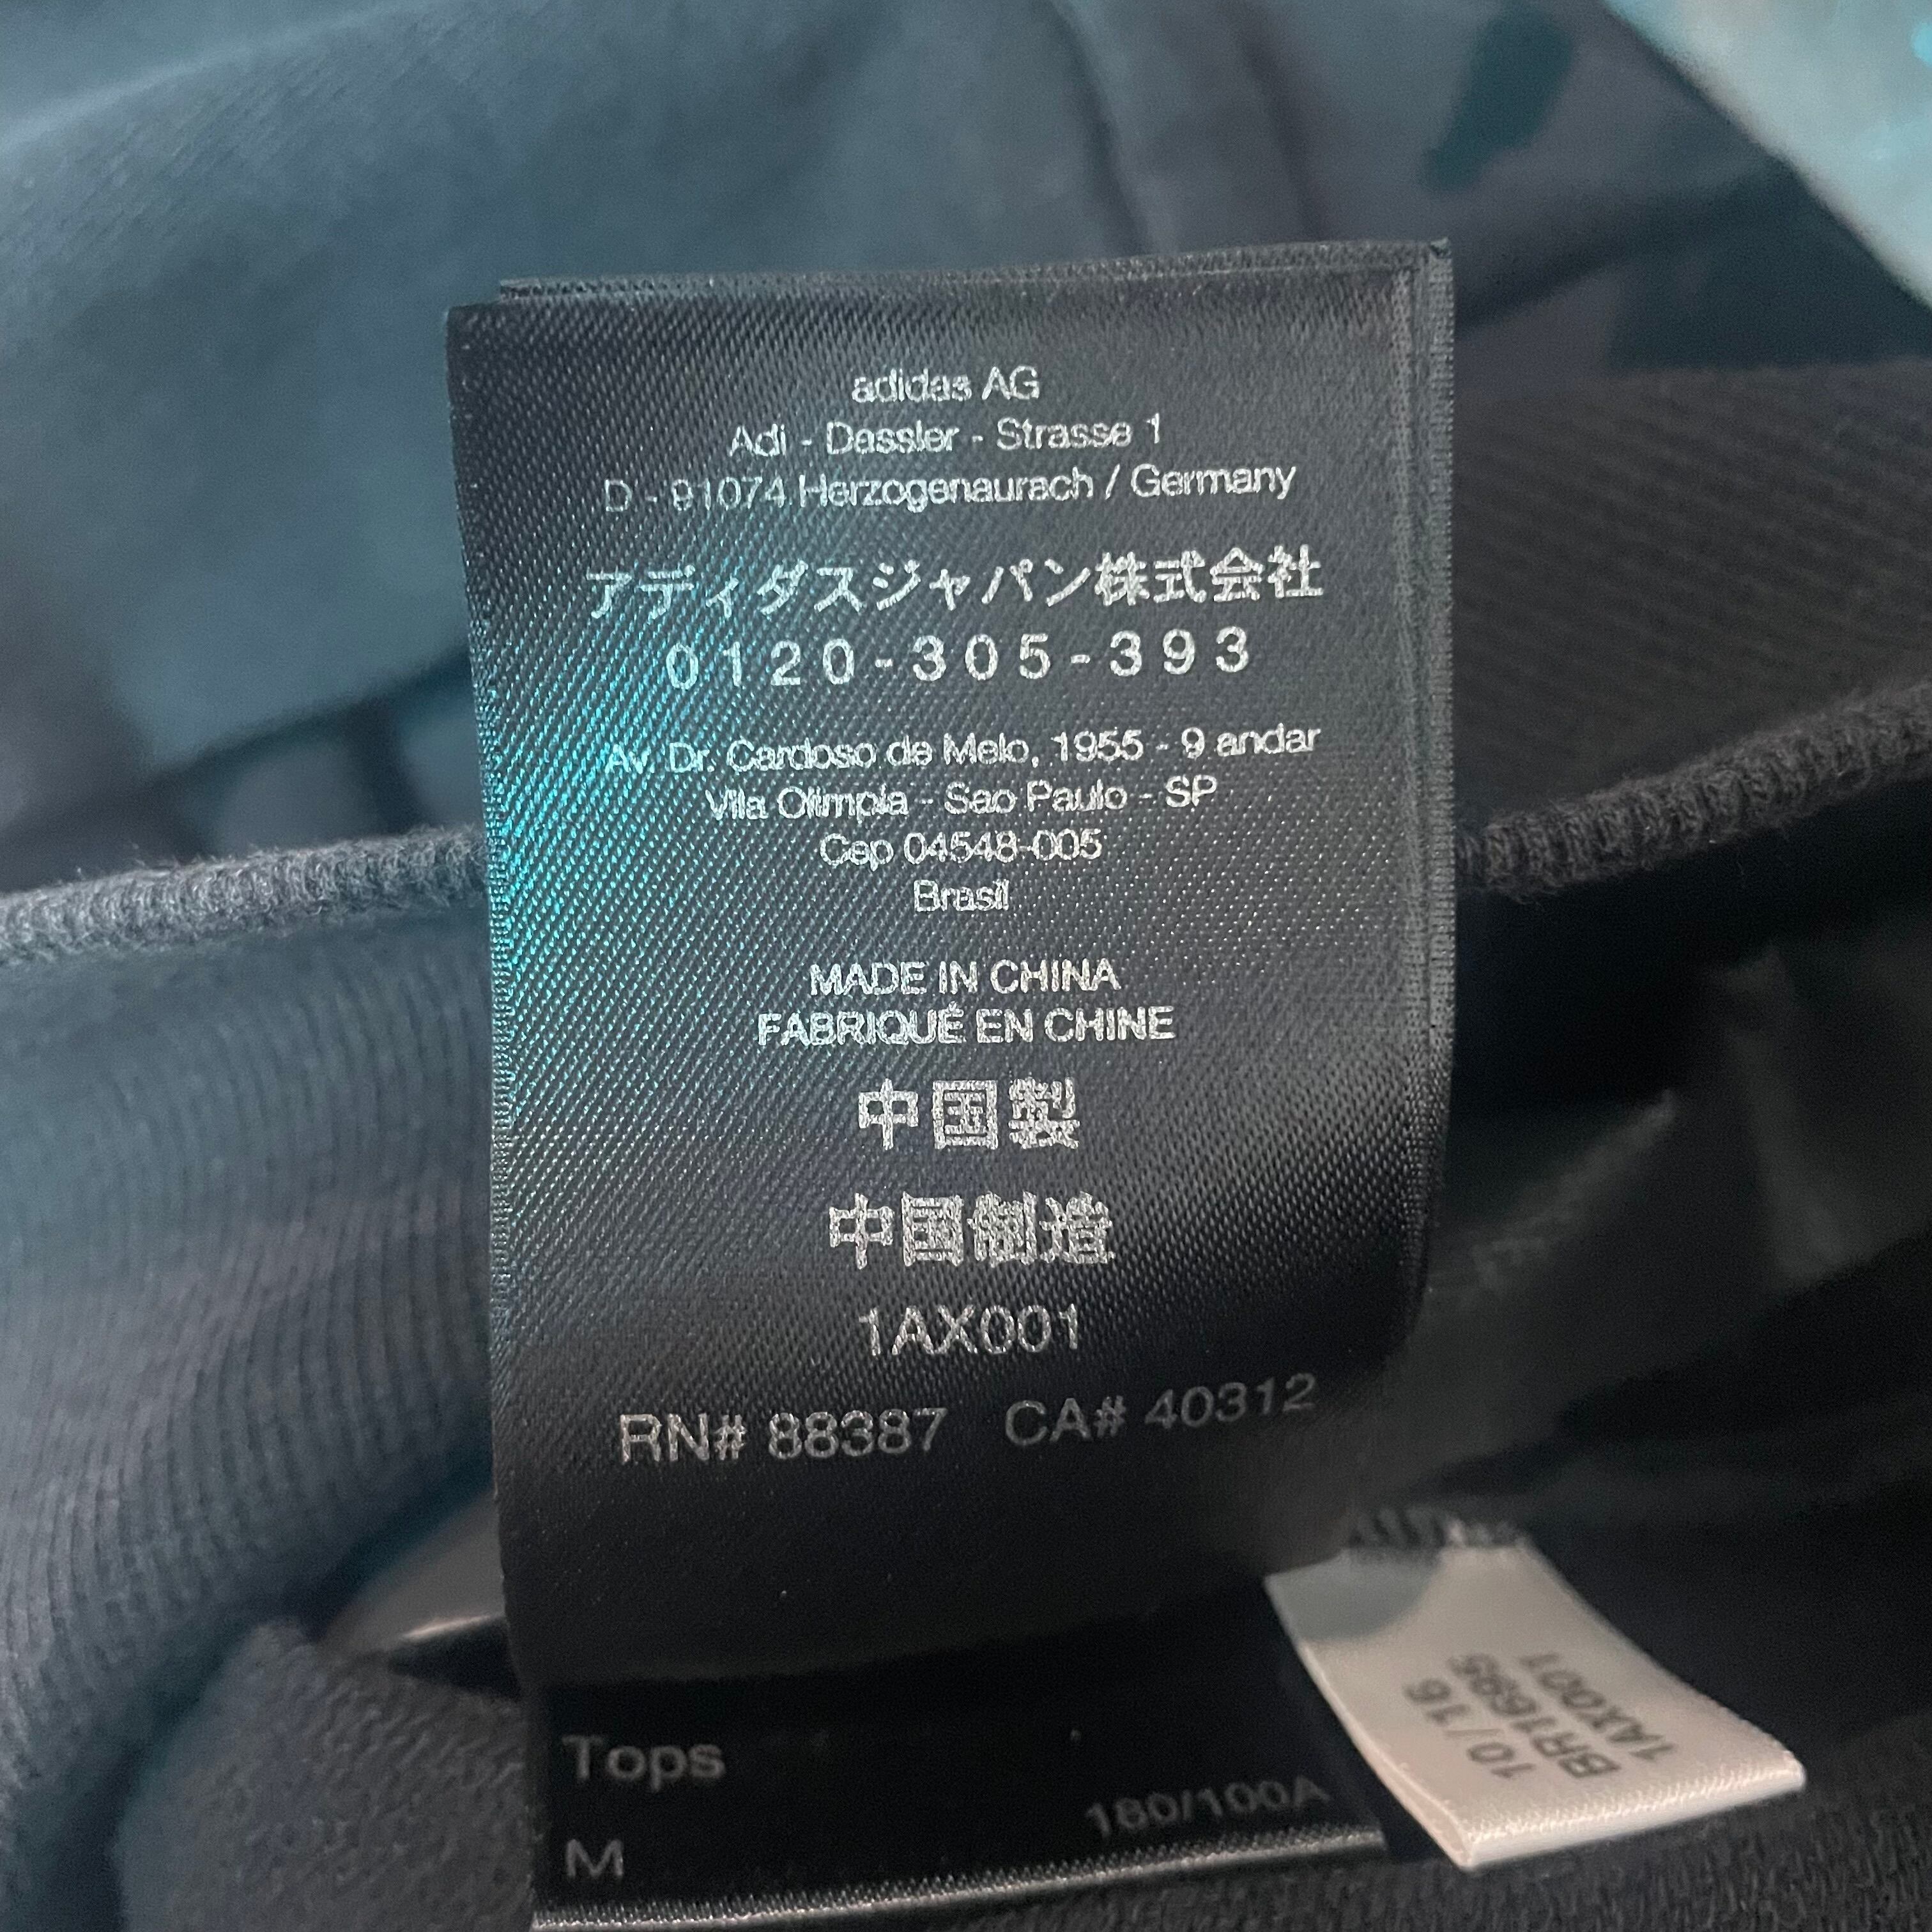 adidas AG
Adi - Dassler - Strasse 1
D - 91074 Herzogenaurach / Germany
アディダスジャパン株式会社
0120-305-393
Av. Dr. Cardoso de Melo, 1955 - 9 andar
Vila Olimpia - Sao Paulo - SP
Cep 04548-005
Brasil
MADE IN CHINA
FABRIQUÉ EN CHINE
中国製
中国制造
1AX001
RN# 88387 CA# 40312
Tops
M 180/100A
10/16
BR1695
1AX001